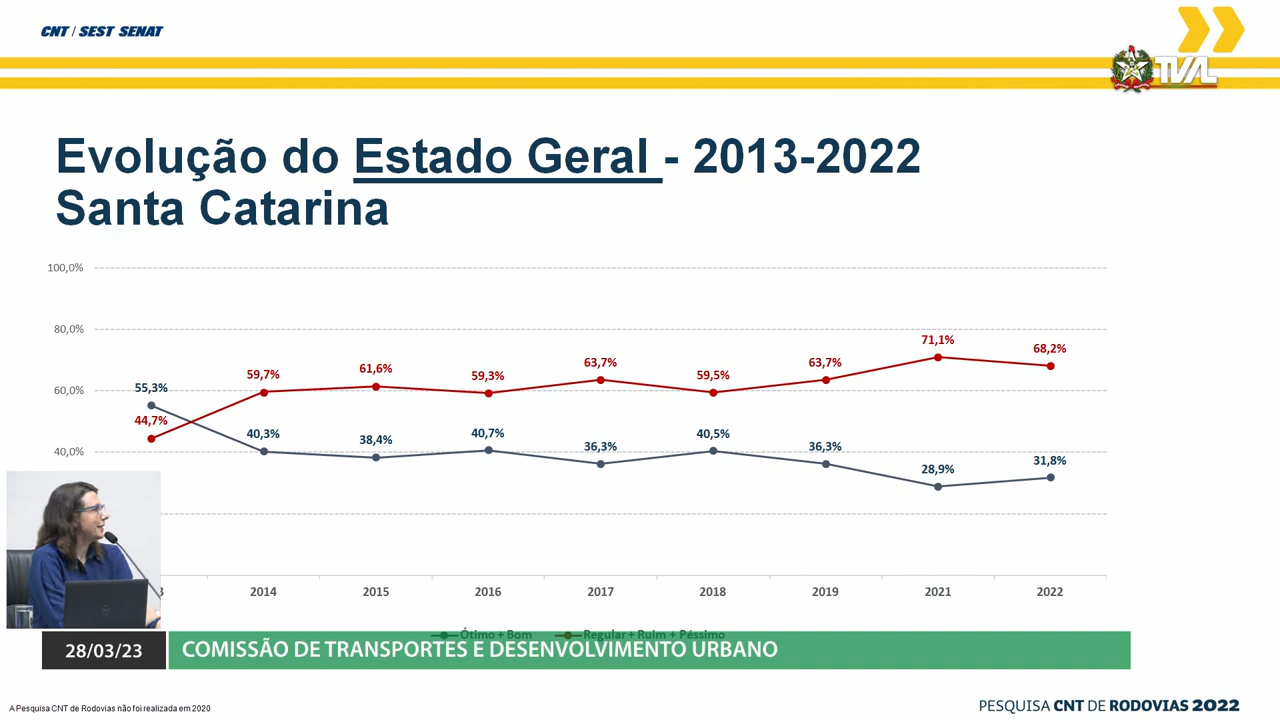 CNT / SEST SENAT
TVAL
Evolução do Estado Geral - 2013-2022
Santa Catarina
100,0%
80,0%
60,0%
40,0%
55,3%
44,7%
59,7%
61,6%
59,3%
63,7%
59,5%
63,7%
71,1%
68,2%
40,3%
38,4%
40,7%
36,3%
40,5%
36,3%
28,9%
31,8%
3 2014 2015 2016 2017 2018 2019 2021 2022
Ótimo + Bom Regular + Ruim + Péssimo
28/03/23 COMISSÃO DE TRANSPORTES E DESENVOLVIMENTO URBANO
A Pesquisa CNT de Rodovias não foi realizada em 2020
PESQUISA CNT DE RODOVIAS 2022